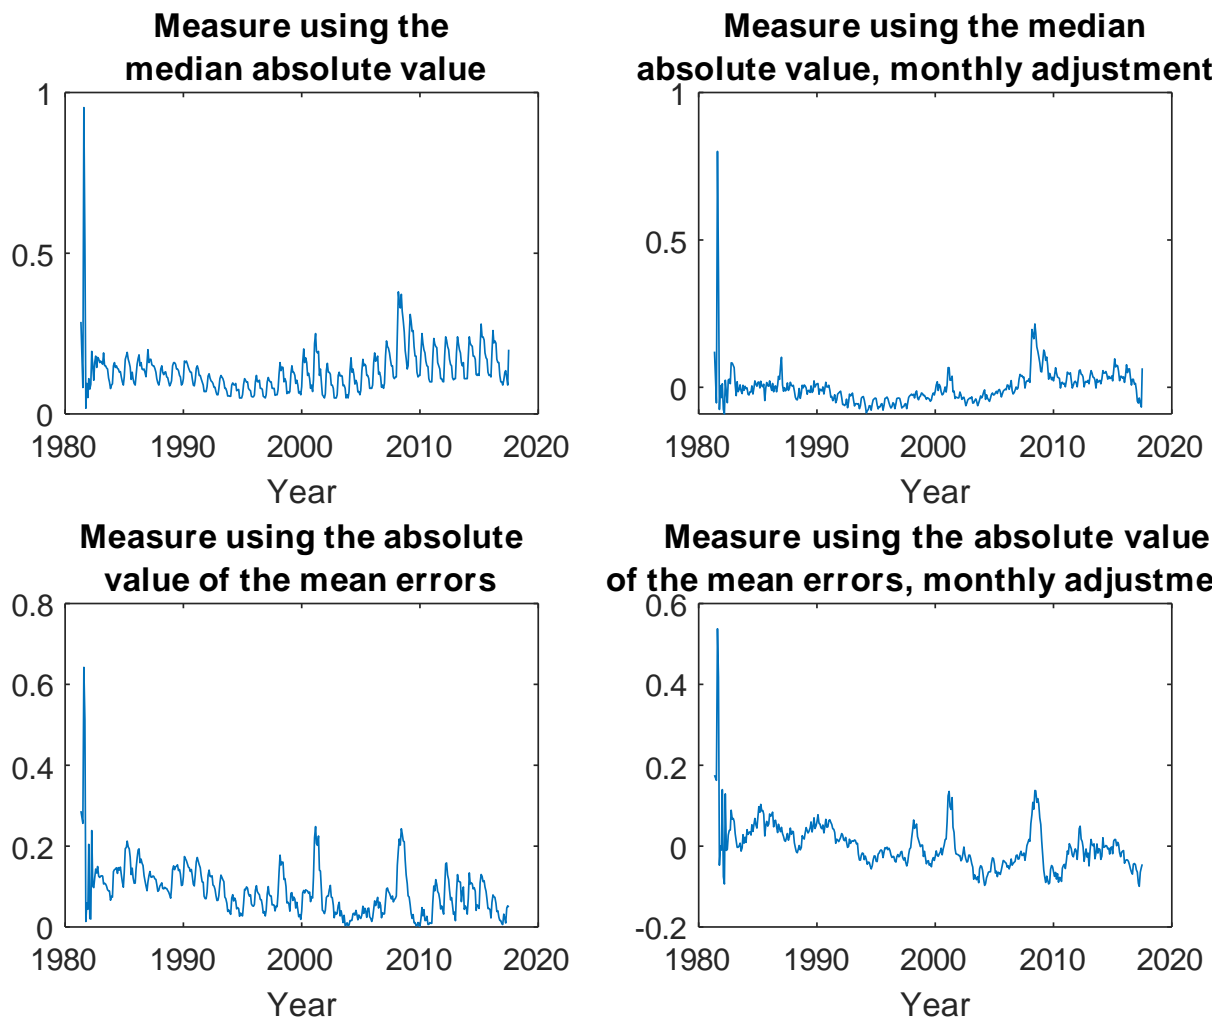 Measure using the
median absolute value
1
0.5
0
1980 1990 2000 2010 2020
Year
Measure using the median
absolute value, monthly adjustment
1
0.5
0
1980 1990 2000 2010 2020
Year
Measure using the absolute
value of the mean errors
0.8
0.6
0.4
0.2
0
1980 1990 2000 2010 2020
Year
Measure using the absolute value
of the mean errors, monthly adjustme
0.6
0.4
0.2
0
-0.2
1980 1990 2000 2010 2020
Year